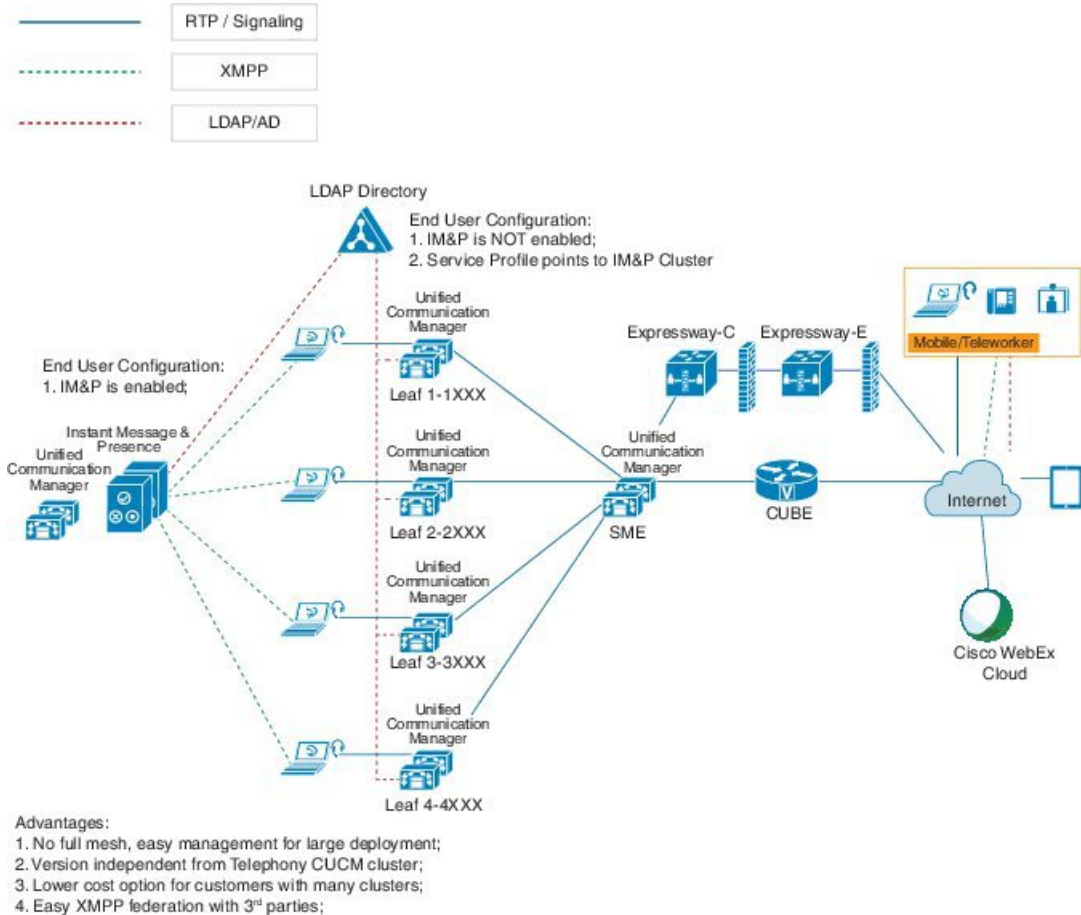 RTP / Signaling
XMPP
LDAP/AD
LDAP Directory
End User Configuration:
1. IM&P is NOT enabled;
2. Service Profile points to IM&P Cluster
Unified
Communication
Manager
Leaf 1-1XXX
Expressway-C
Expressway-E
Mobile/Teleworker
End User Configuration:
1. IM&P is enabled;
Instant Message &
Presence
Unified
Communication
Manager
Unified
Communication
Manager
Leaf 2-2XXX
Unified
Communication
Manager
SME
CUBE
Internet
Unified
Communication
Manager
Leaf 3-3XXX
Cisco WebEx
Cloud
Unified
Communication
Manager
Leaf 4-4XXX
Advantages:
1. No full mesh, easy management for large deployment;
2. Version independent from Telephony CUCM cluster;
3. Lower cost option for customers with many clusters;
4. Easy XMPP federation with 3rd parties;